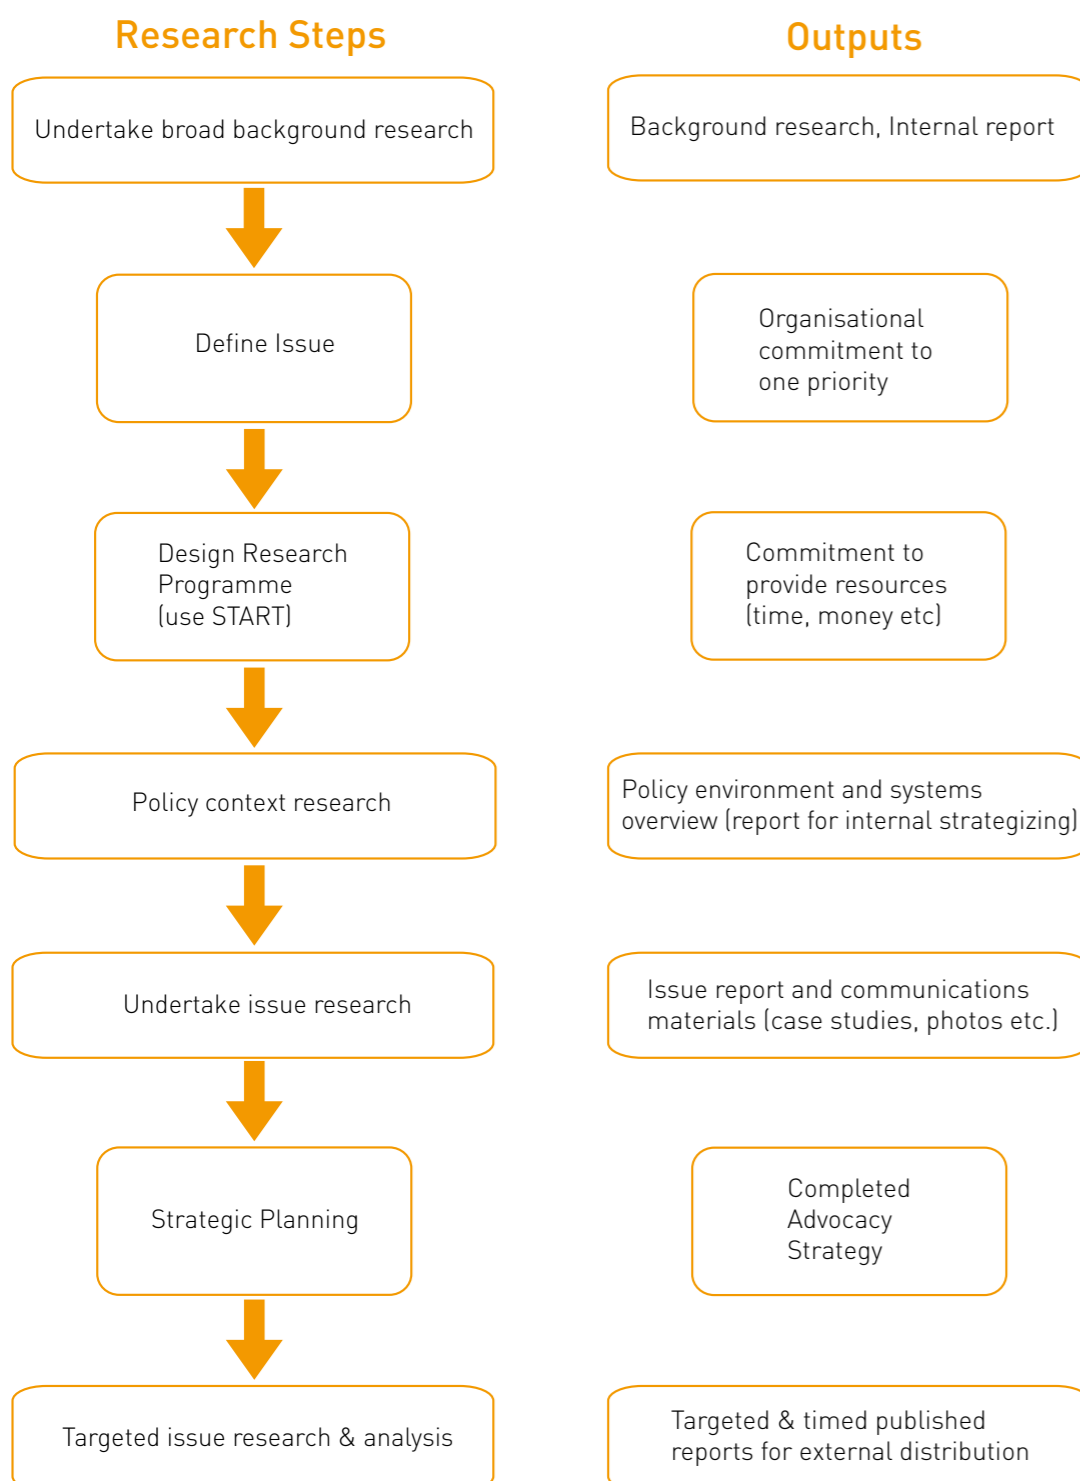 Research Steps
Outputs
Undertake broad background research
Background research, Internal report
Define Issue
Organisational
commitment to
one priority
Design Research
Programme
(use START)
Commitment to
provide resources
(time, money etc)
Policy context research
Policy environment and systems
overview (report for internal strategizing)
Undertake issue research
Issue report and communications
materials (case studies, photos etc.)
Strategic Planning
Completed
Advocacy
Strategy
Targeted issue research & analysis
Targeted & timed published
reports for external distribution